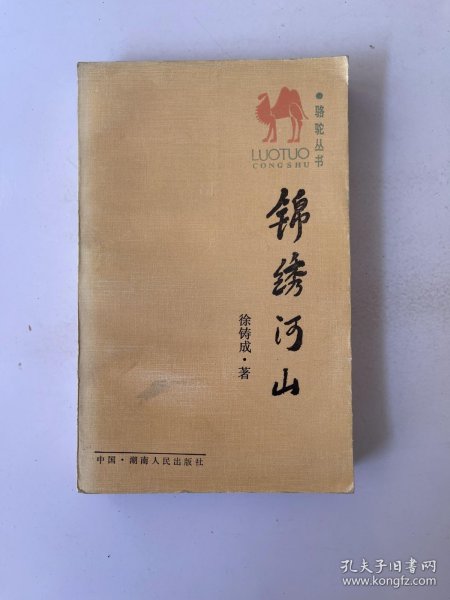 骆驼丛书
LUOTUO
CONGSHU
锦绣河山
徐铸成·著
中国·湖南人民出版社
孔夫子旧书网
www.kongfz.com